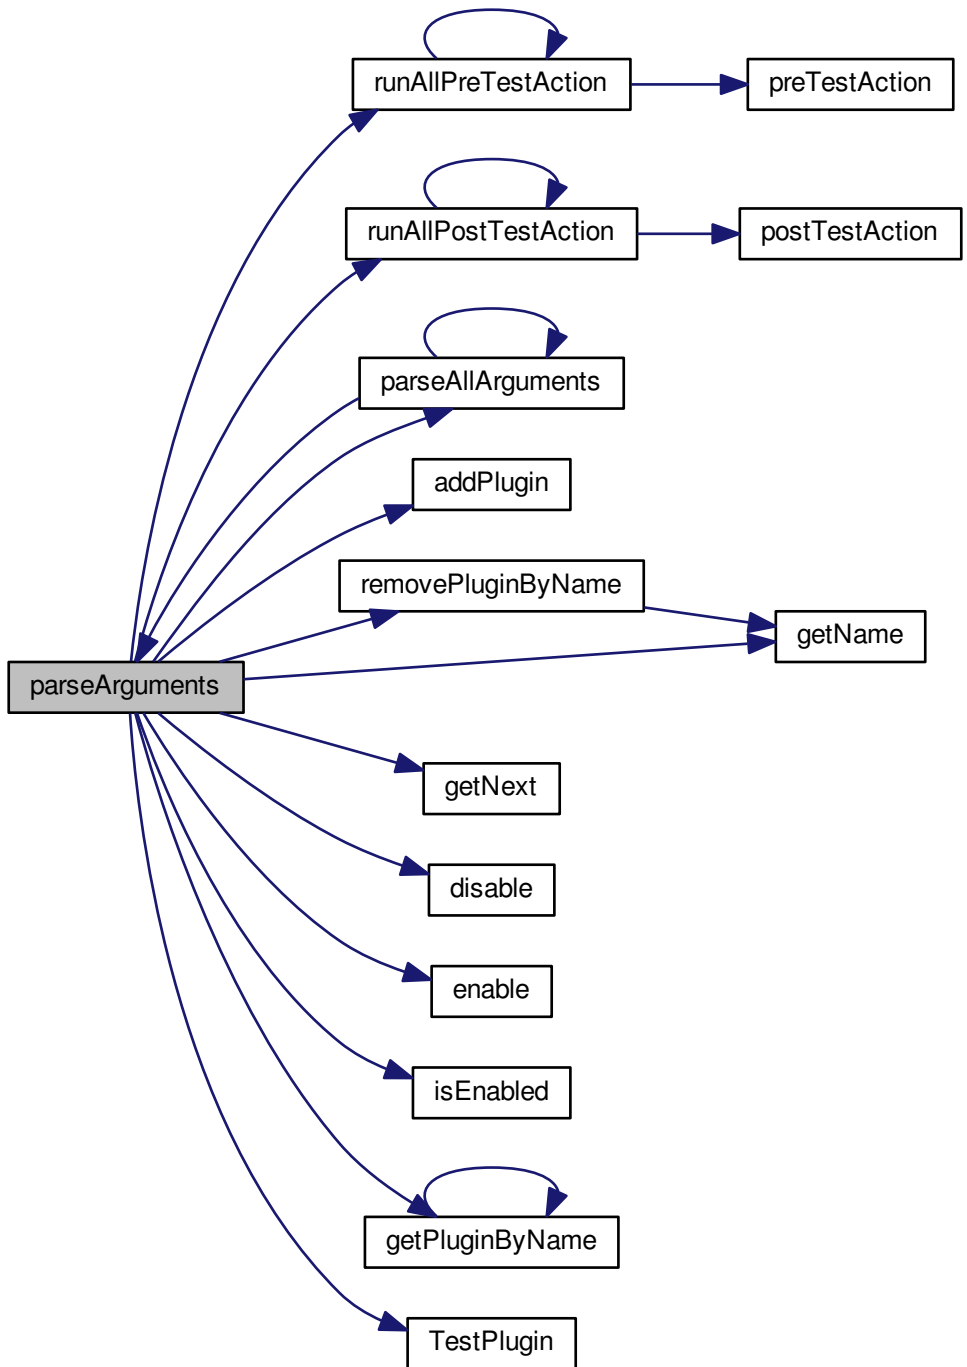 runAllPreTestAction
preTestAction
runAllPostTestAction
postTestAction
parseAllArguments
addPlugin
removePluginByName
getName
parseArguments
getNext
disable
enable
isEnabled
getPluginByName
TestPlugin